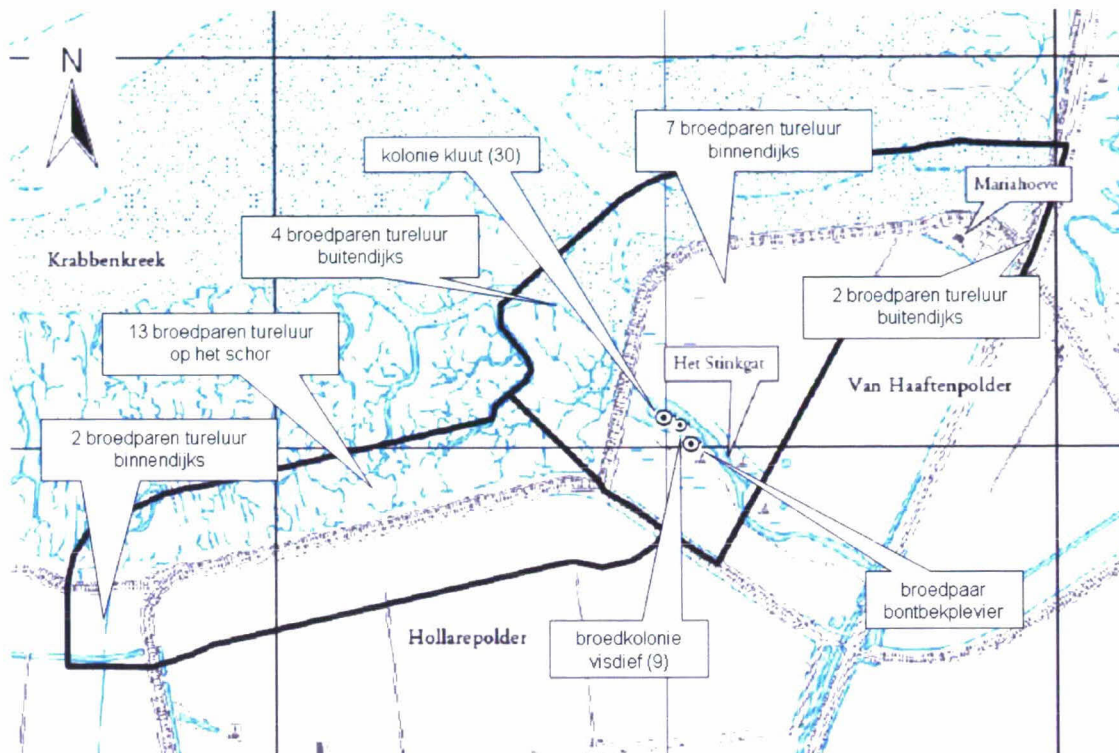 N
7 broedparen tureluur
binnendijks
kolonie kluut (30)
Mariahoeve
4 broedparen tureluur
buitendijks
Krabbenkreek
2 broedparen tureluur
buitendijks
13 broedparen tureluur
op het schor
Het Stinkgat
Van Haaftenpolder
2 broedparen tureluur
binnendijks
broedpaar
bontbekplevier
Hollarepolder
broedkolonie
visdief (9)